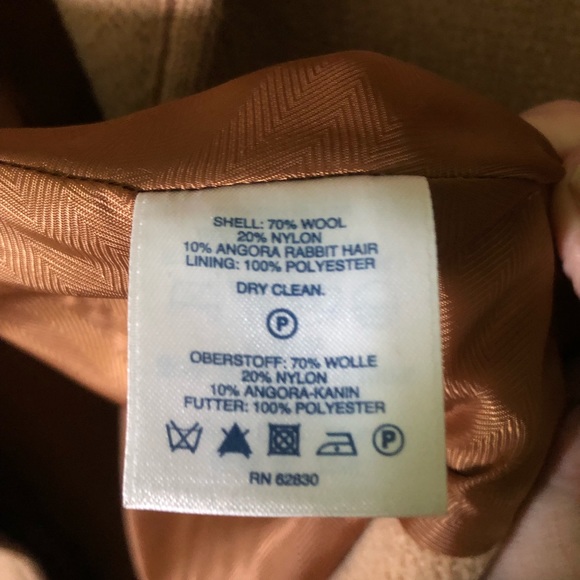 SHELL: 70% WOOL
20% NYLON
10% ANGORA RABBIT HAIR
LINING: 100% POLYESTER
DRY CLEAN.
P
OBERSTOFF: 70% WOLLE
20% NYLON
10% ANGORA-KANIN
FUTTER: 100% POLYESTER
P
RN 62830